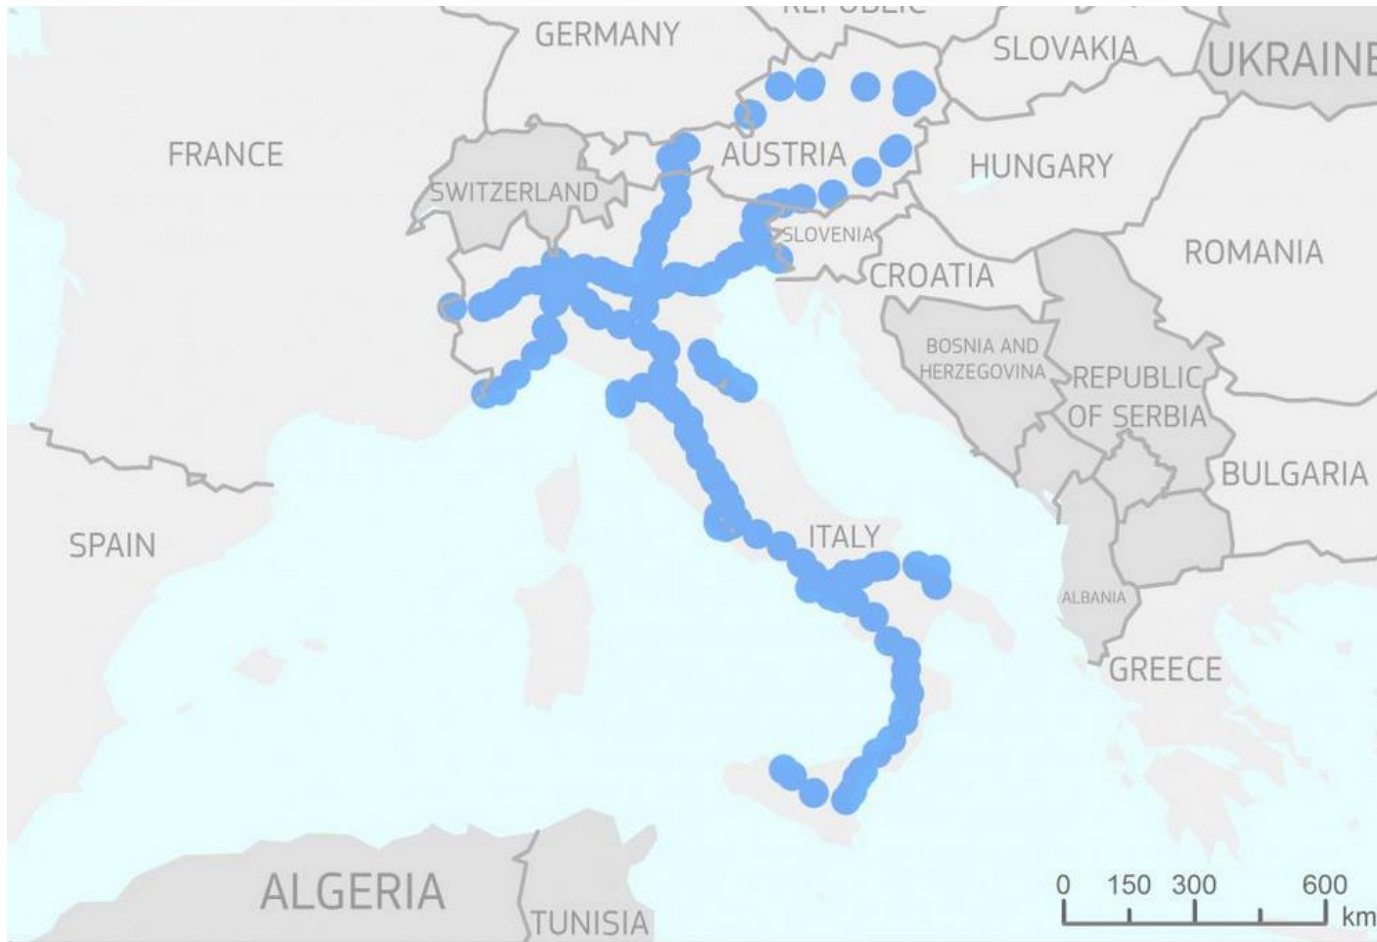 REPUBLIC
GERMANY
SLOVAKIA
UKRAINE
FRANCE
AUSTRIA
HUNGARY
SWITZERLAND
SLOVENIA
ROMANIA
CROATIA
BOSNIA AND
HERZEGOVINA
REPUBLIC
OF SERBIA
BULGARIA
SPAIN
ITALY
ALBANIA
GREECE
ALGERIA
TUNISIA
0 150 300 600
km